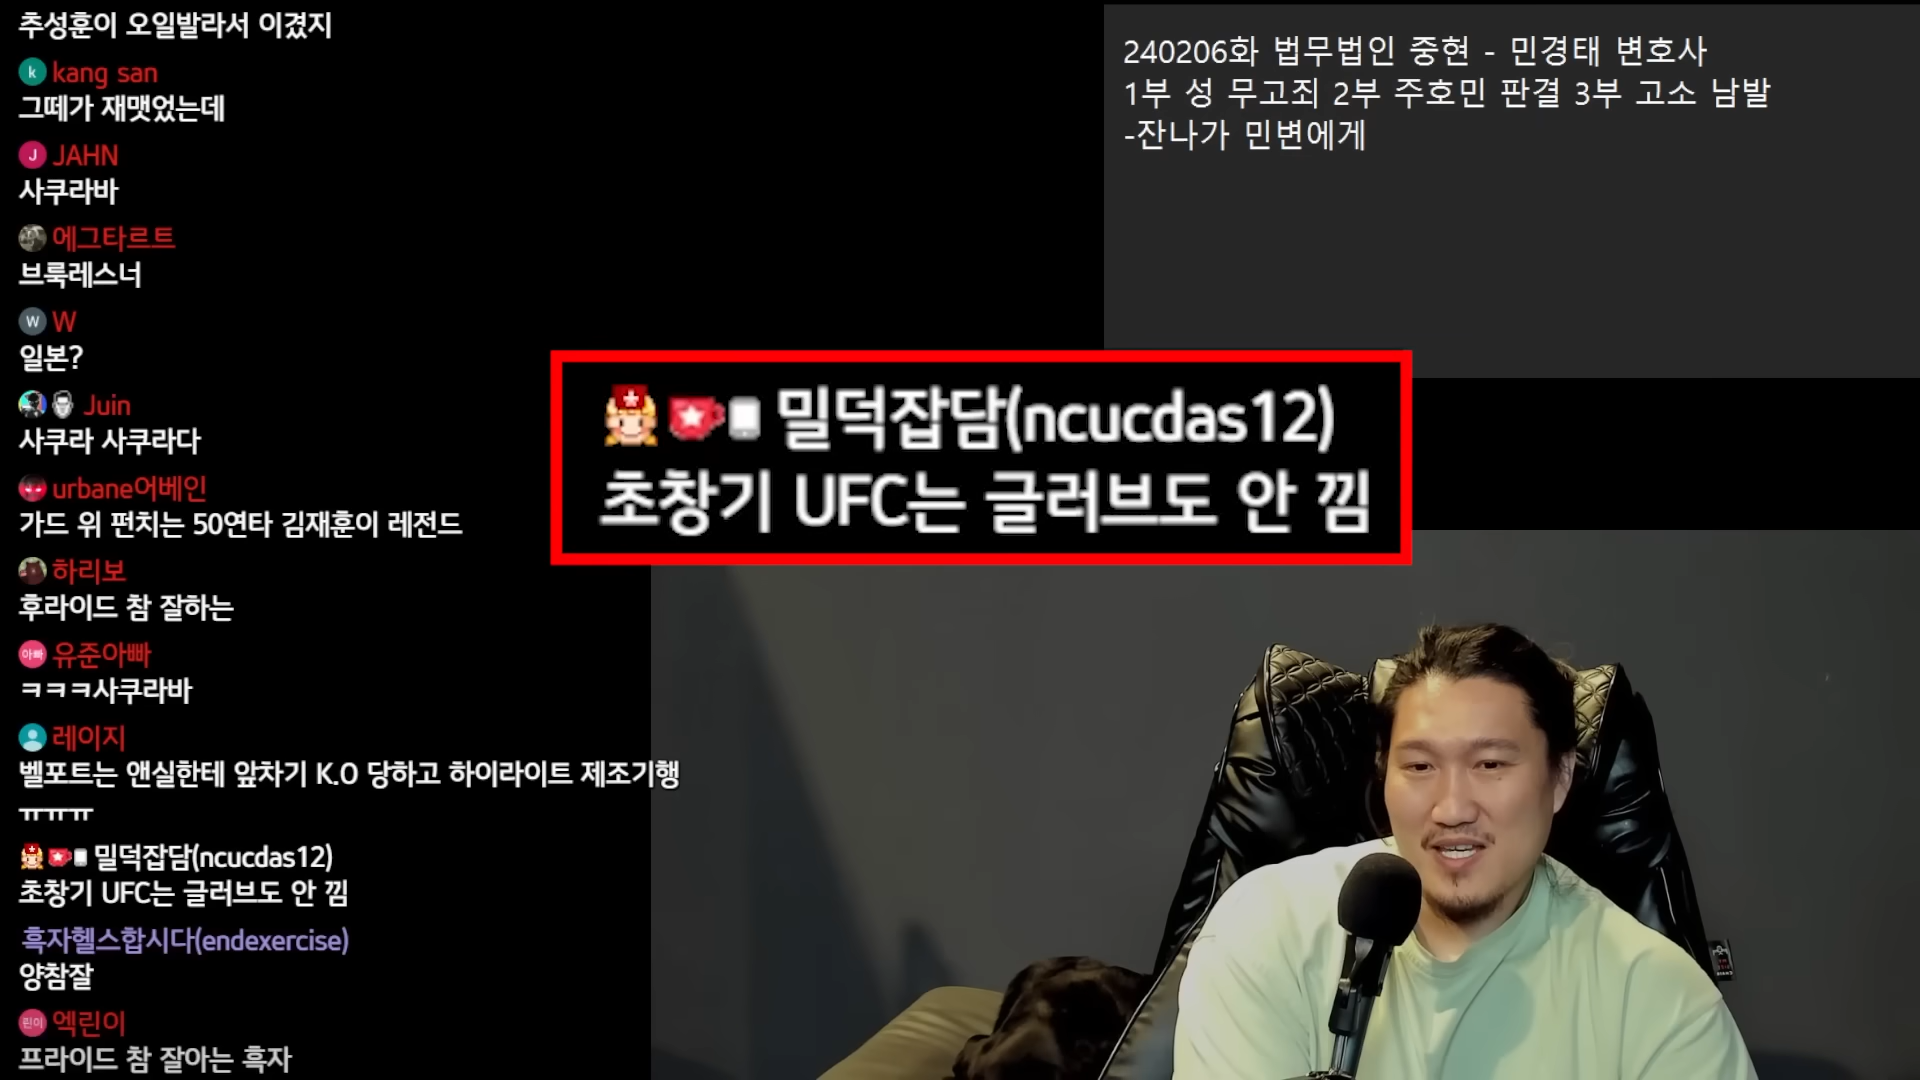 추성훈이 오일발라서 이겼지
k kang san
그떼가 재맷었는데
J JAHN
사쿠라바
에그타르트
브룩레스너
W W
일본?
Juin
사쿠라 사쿠라다
urbane어베인
가드 위 펀치는 50연타 김재훈이 레전드
하리보
후라이드 참 잘하는
아빠 유준아빠
ㅋㅋㅋ사쿠라바
레이지
벨포트는 앤실한테 앞차기 K.O 당하고 하이라이트 제조기행
ㅠㅠㅠ
밀덕잡담(ncucdas12)
초창기 UFC는 글러브도 안 낌
흑자헬스합시다(endexercise)
양참잘
린이 엑린이
프라이드 참 잘아는 흑자
240206화 법무법인 중현 - 민경태 변호사
1부 성 무고죄 2부 주호민 판결 3부 고소 남발
-잔나가 민변에게
밀덕잡담(ncucdas12)
초창기 UFC는 글러브도 안 낌